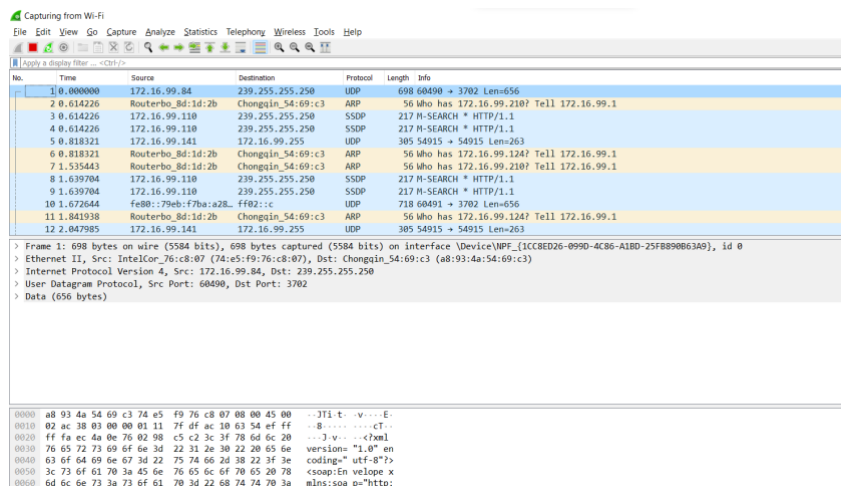 Capturing from Wi-Fi
File Edit View Go Capture Analyze Statistics Telephony Wireless Tools Help
Apply a display filter ... <Ctrl-/>
No. Time Source Destination Protocol Length Info
1 0.000000 172.16.99.84 239.255.255.250 UDP 698 60490 → 3702 Len=656
2 0.614226 Routerbo_8d:1d:2b Chongqin_54:69:c3 ARP 56 Who has 172.16.99.210? Tell 172.16.99.1
3 0.614226 172.16.99.110 239.255.255.250 SSDP 217 M-SEARCH * HTTP/1.1
4 0.614226 172.16.99.110 239.255.255.250 SSDP 217 M-SEARCH * HTTP/1.1
5 0.818321 172.16.99.141 172.16.99.255 UDP 305 54915 → 54915 Len=263
6 0.818321 Routerbo_8d:1d:2b Chongqin_54:69:c3 ARP 56 Who has 172.16.99.124? Tell 172.16.99.1
7 1.535443 Routerbo_8d:1d:2b Chongqin_54:69:c3 ARP 56 Who has 172.16.99.210? Tell 172.16.99.1
8 1.639704 172.16.99.110 239.255.255.250 SSDP 217 M-SEARCH * HTTP/1.1
9 1.639704 172.16.99.110 239.255.255.250 SSDP 217 M-SEARCH * HTTP/1.1
10 1.672644 fe80::79eb:f7ba:a28… ff02::c UDP 718 60491 → 3702 Len=656
11 1.841938 Routerbo_8d:1d:2b Chongqin_54:69:c3 ARP 56 Who has 172.16.99.124? Tell 172.16.99.1
12 2.047985 172.16.99.141 172.16.99.255 UDP 305 54915 → 54915 Len=263
> Frame 1: 698 bytes on wire (5584 bits), 698 bytes captured (5584 bits) on interface \Device\NPF_{1CC8ED26-099D-4C86-A1BD-25FB890B63A9}, id 0
> Ethernet II, Src: IntelCor_76:c8:07 (74:e5:f9:76:c8:07), Dst: Chongqin_54:69:c3 (a8:93:4a:54:69:c3)
> Internet Protocol Version 4, Src: 172.16.99.84, Dst: 239.255.255.250
> User Datagram Protocol, Src Port: 60490, Dst Port: 3702
> Data (656 bytes)
0000 a8 93 4a 54 69 c3 74 e5 f9 76 c8 07 08 00 45 00 ··JTi·t· ·v····E·
0010 02 ac 38 03 00 00 01 11 7f df ac 10 63 54 ef ff ··8····· ····cT··
0020 ff fa ec 4a 0e 76 02 98 c5 c2 3c 3f 78 6d 6c 20 ···J·v·· ··<?xml
0030 76 65 72 73 69 6f 6e 3d 22 31 2e 30 22 20 65 6e version= "1.0" en
0040 63 6f 64 69 6e 67 3d 22 75 74 66 2d 38 22 3f 3e coding=" utf-8"?>
0050 3c 73 6f 61 70 3a 45 6e 76 65 6c 6f 70 65 20 78 <soap:En velope x
0060 6d 6c 6e 73 3a 73 6f 61 70 3d 22 68 74 74 70 3a mlns:soa p="http: